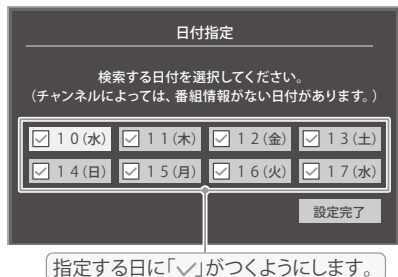 日付指定
検索する日付を選択してください。
(チャンネルによっては、番組情報がない日付があります。)
10(水) 11(木) 12(金) 13(土)
14(日) 15(月) 16(火) 17(水)
設定完了
指定する日に「✓」がつくようにします。